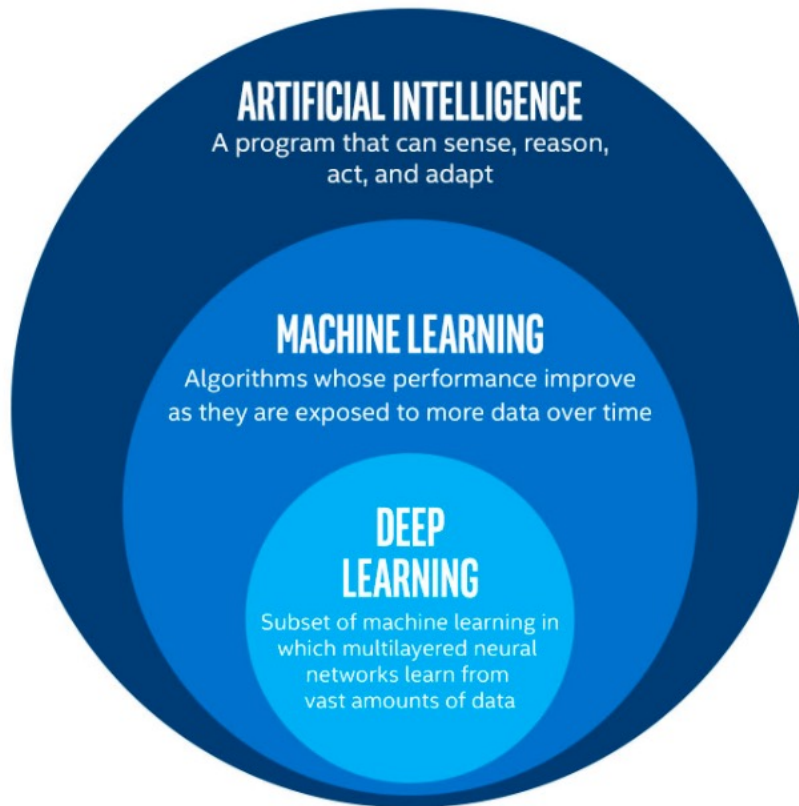 ARTIFICIAL INTELLIGENCE
A program that can sense, reason,
act, and adapt
MACHINE LEARNING
Algorithms whose performance improve
as they are exposed to more data over time
DEEP
LEARNING
Subset of machine learning in
which multilayered neural
networks learn from
vast amounts of data